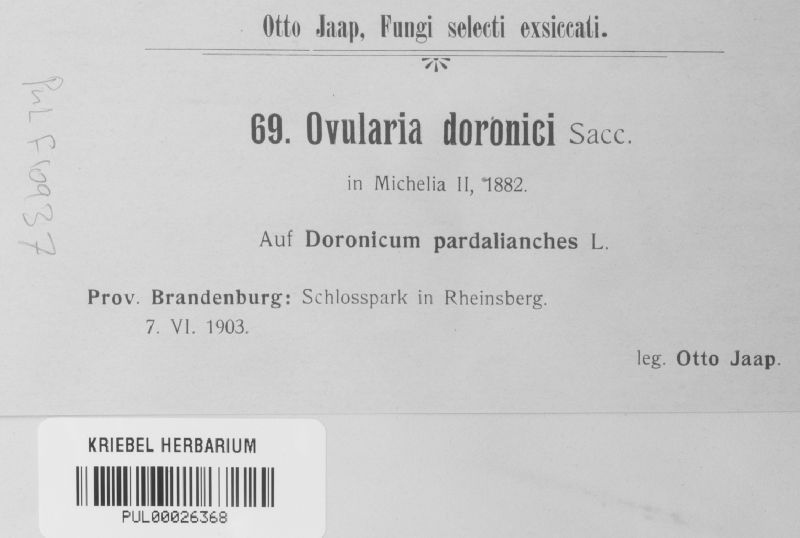 Otto Jaap, Fungi selecti exsiccati.
69. Ovularia doronici Sacc.
in Michelia II, 1882.
Auf Doronicum pardalianches L.
Prov. Brandenburg: Schlosspark in Rheinsberg.
7. VI. 1903.
leg. Otto Jaap.
PUL F10937
KRIEBEL HERBARIUM
PUL00026368